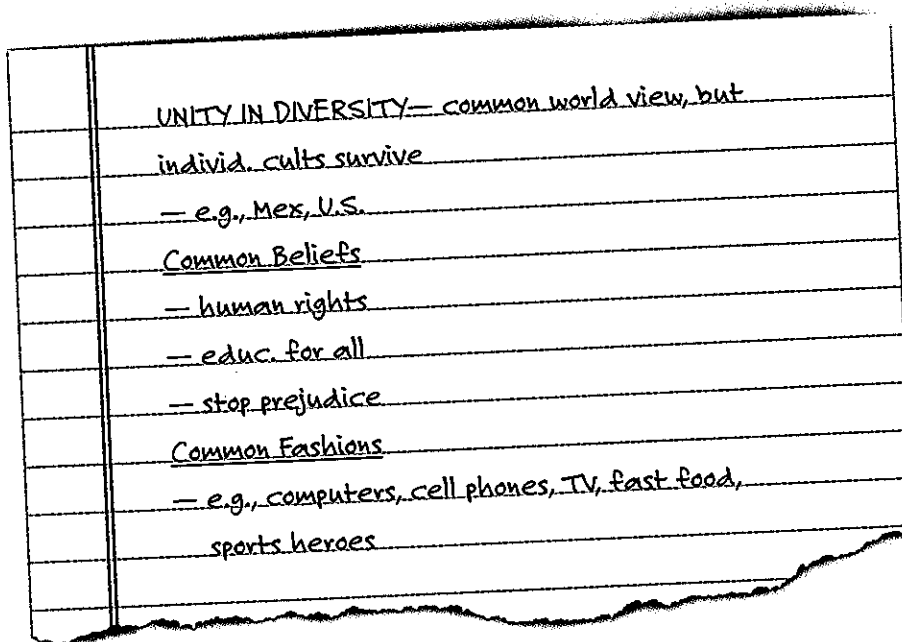 UNITY IN DIVERSITY— common world view, but
individ. cults survive
— e.g., Mex, U.S.
Common Beliefs
— human rights
— educ. for all
— stop prejudice
Common Fashions
— e.g., computers, cell phones, TV, fast food,
sports heroes